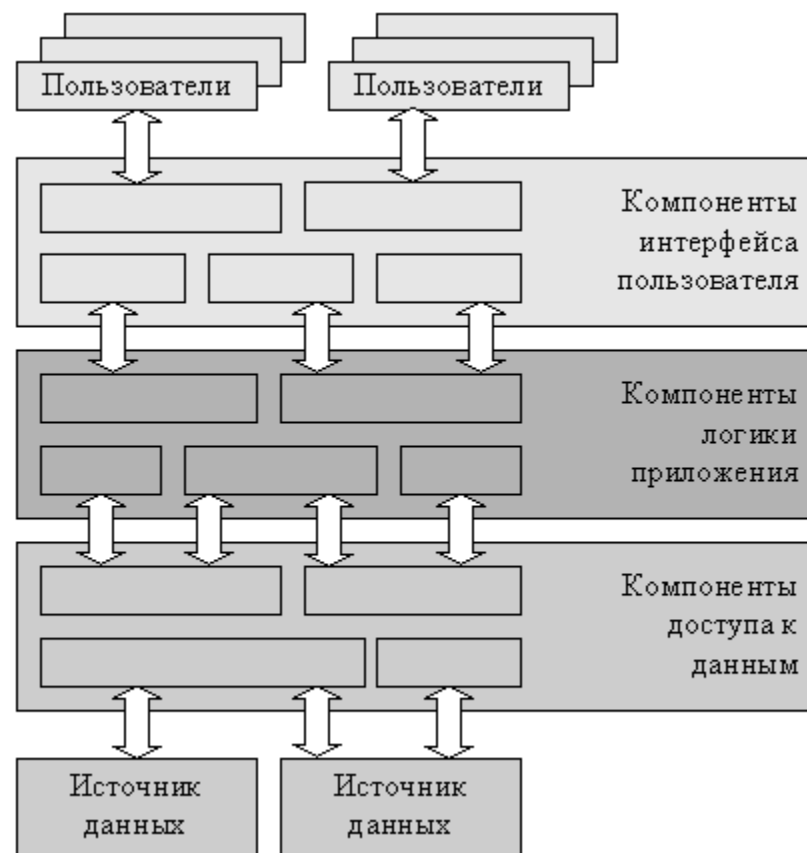 Пользователи
Пользователи
Компоненты
интерфейса
пользователя
Компоненты
логики
приложения
Компоненты
доступа к
данным
Источник
данных
Источник
данных